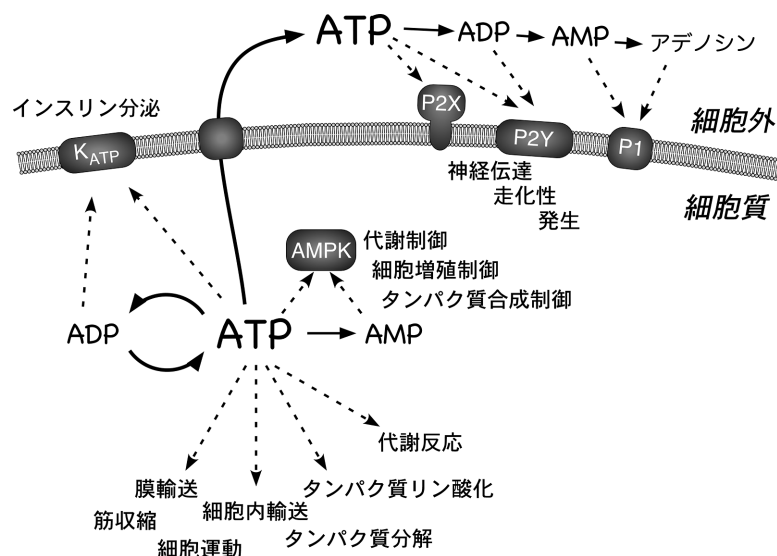 ATP
ADP
AMP
アデノシン
インスリン分泌
P2X
KATP
P2Y
P1
細胞外
神経伝達
走化性
発生
細胞質
AMPK
代謝制御
細胞増殖制御
タンパク質合成制御
ADP
ATP
AMP
代謝反応
膜輸送
タンパク質リン酸化
筋収縮
細胞内輸送
細胞運動
タンパク質分解